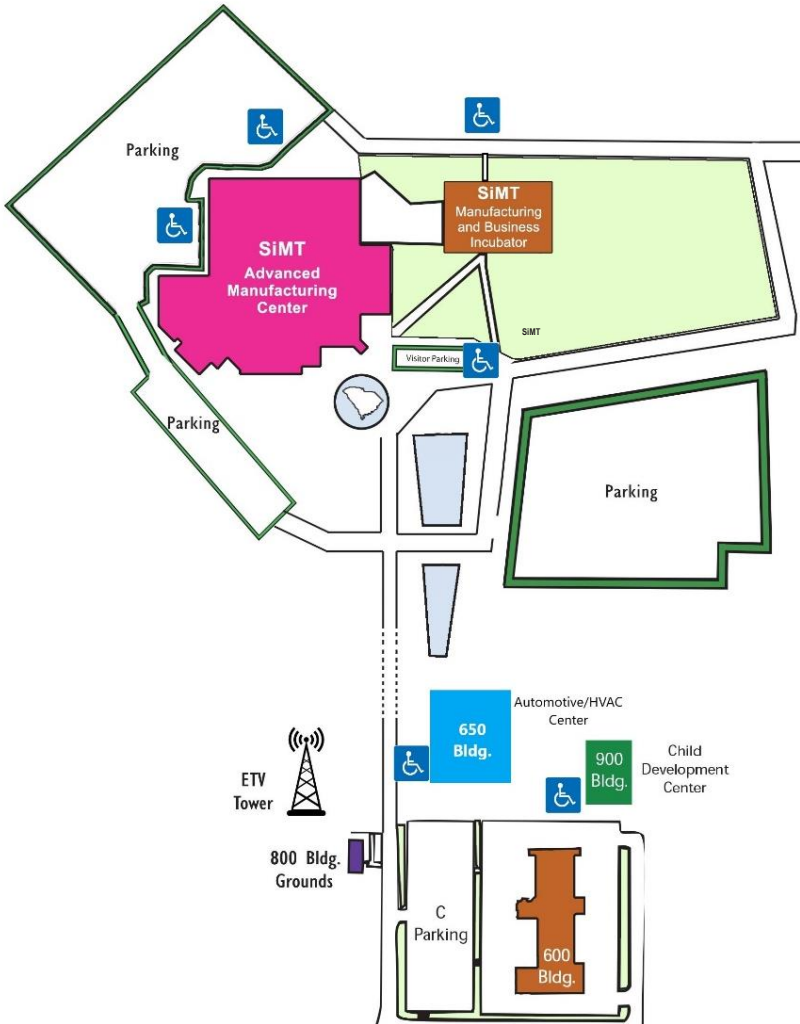 Parking
SiMT
Manufacturing
and Business
Incubator
SiMT
Advanced
Manufacturing
Center
SiMT
Visitor Parking
Parking
Parking
650
Bldg.
Automotive/HVAC
Center
900
Bldg.
Child
Development
Center
ETV
Tower
800 Bldg.
Grounds
C
Parking
600
Bldg.